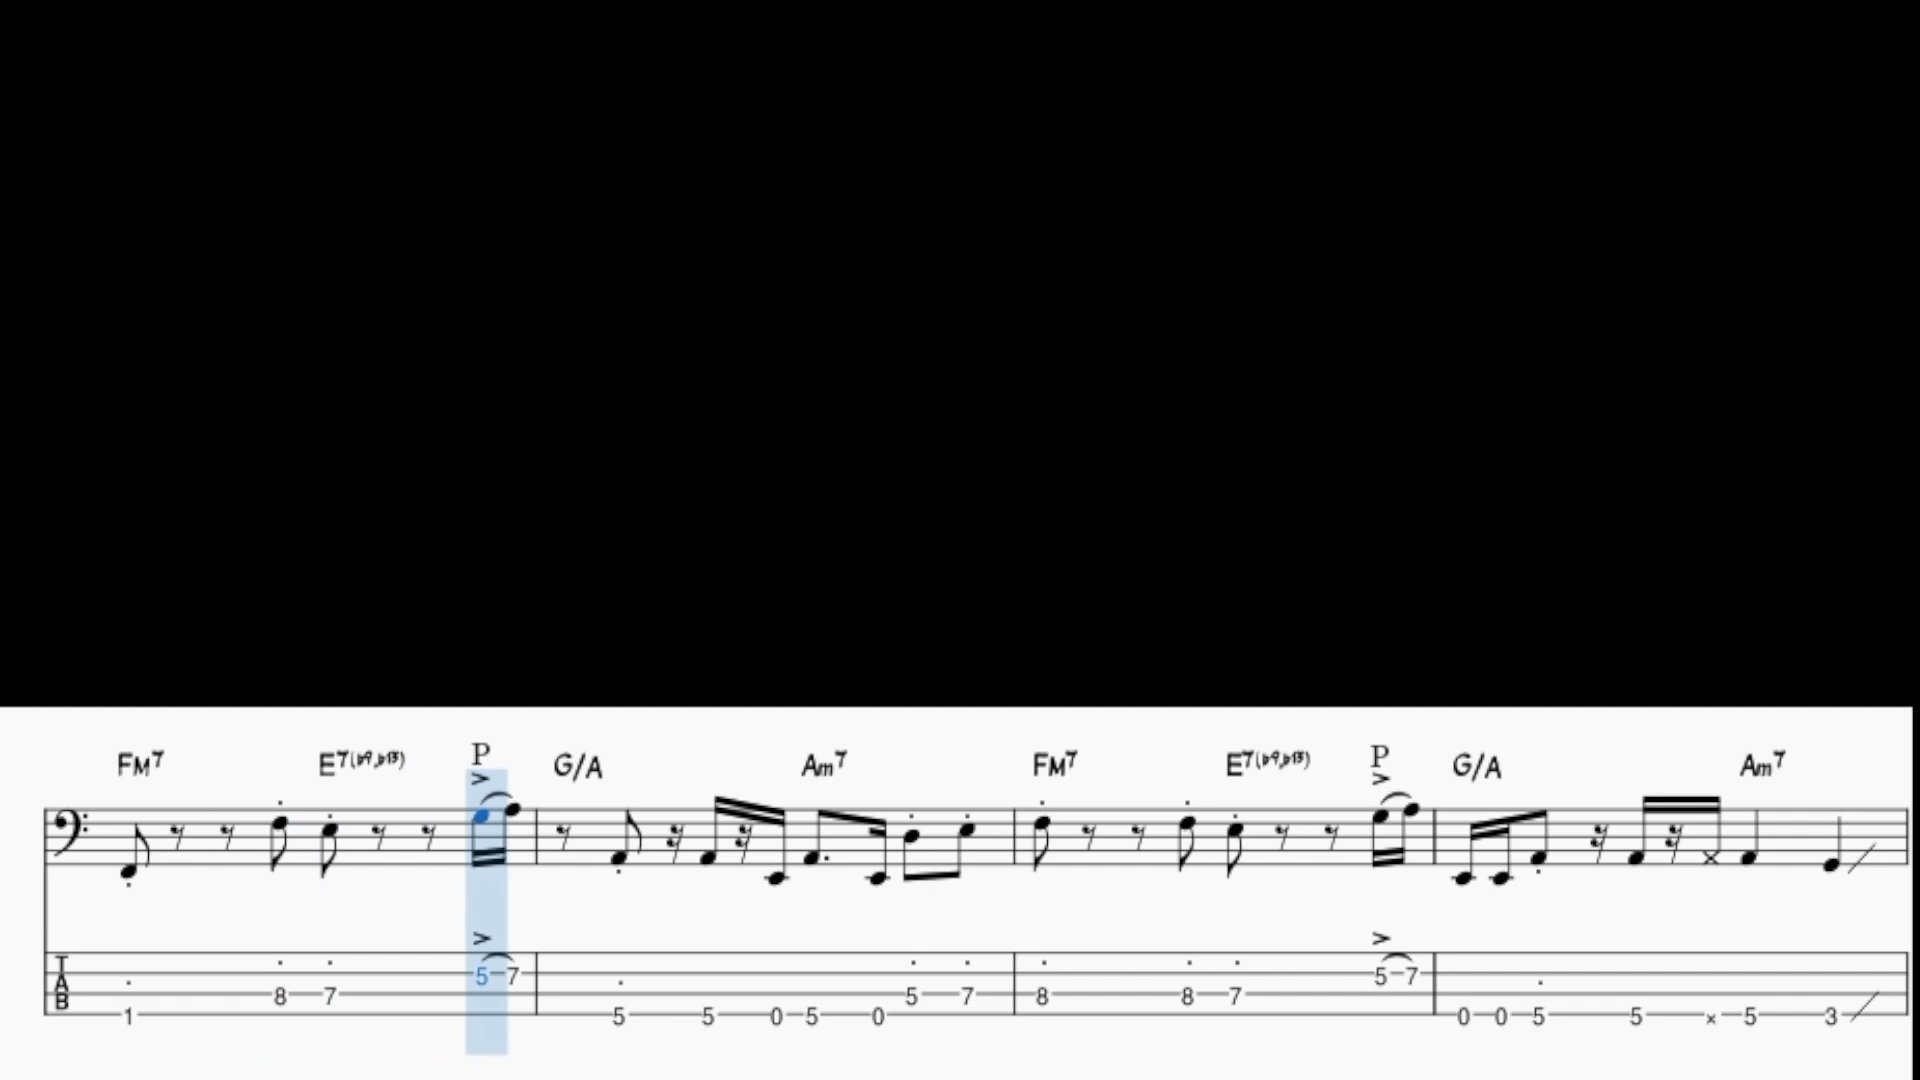 FM7 E7(♭9,♭13) P G/A Am7 FM7 E7(♭9,♭13) P G/A Am7
T 5 7 5 7
A 8 7 5 7 8 8 7
B 1 5 5 0 5 0 0 0 5 5 × 5 3